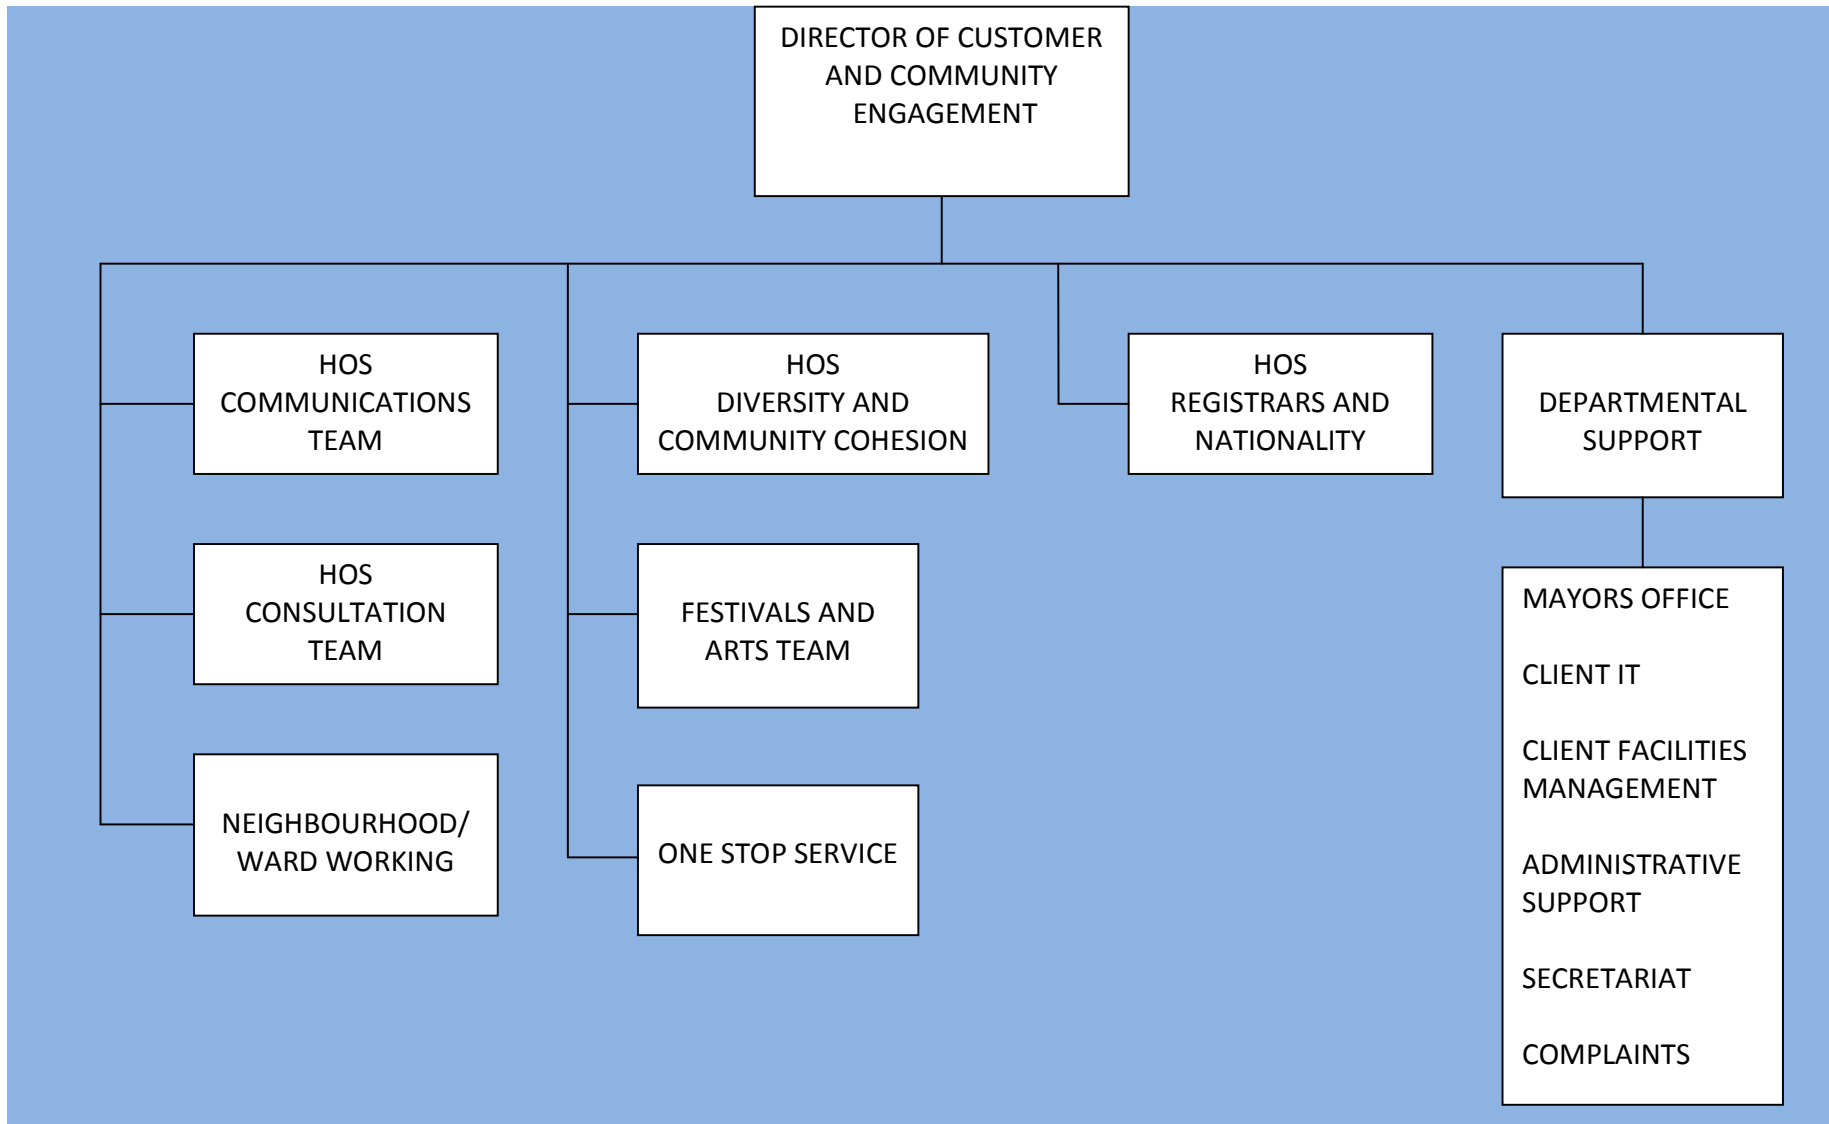 DIRECTOR OF CUSTOMER
AND COMMUNITY
ENGAGEMENT
HOS
COMMUNICATIONS
TEAM
HOS
DIVERSITY AND
COMMUNITY COHESION
HOS
REGISTRARS AND
NATIONALITY
DEPARTMENTAL
SUPPORT
HOS
CONSULTATION
TEAM
FESTIVALS AND
ARTS TEAM
NEIGHBOURHOOD/
WARD WORKING
ONE STOP SERVICE
MAYORS OFFICE
CLIENT IT
CLIENT FACILITIES
MANAGEMENT
ADMINISTRATIVE
SUPPORT
SECRETARIAT
COMPLAINTS